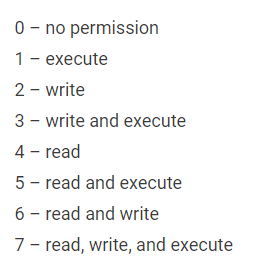 0 – no permission
1 – execute
2 – write
3 – write and execute
4 – read
5 – read and execute
6 – read and write
7 – read, write, and execute